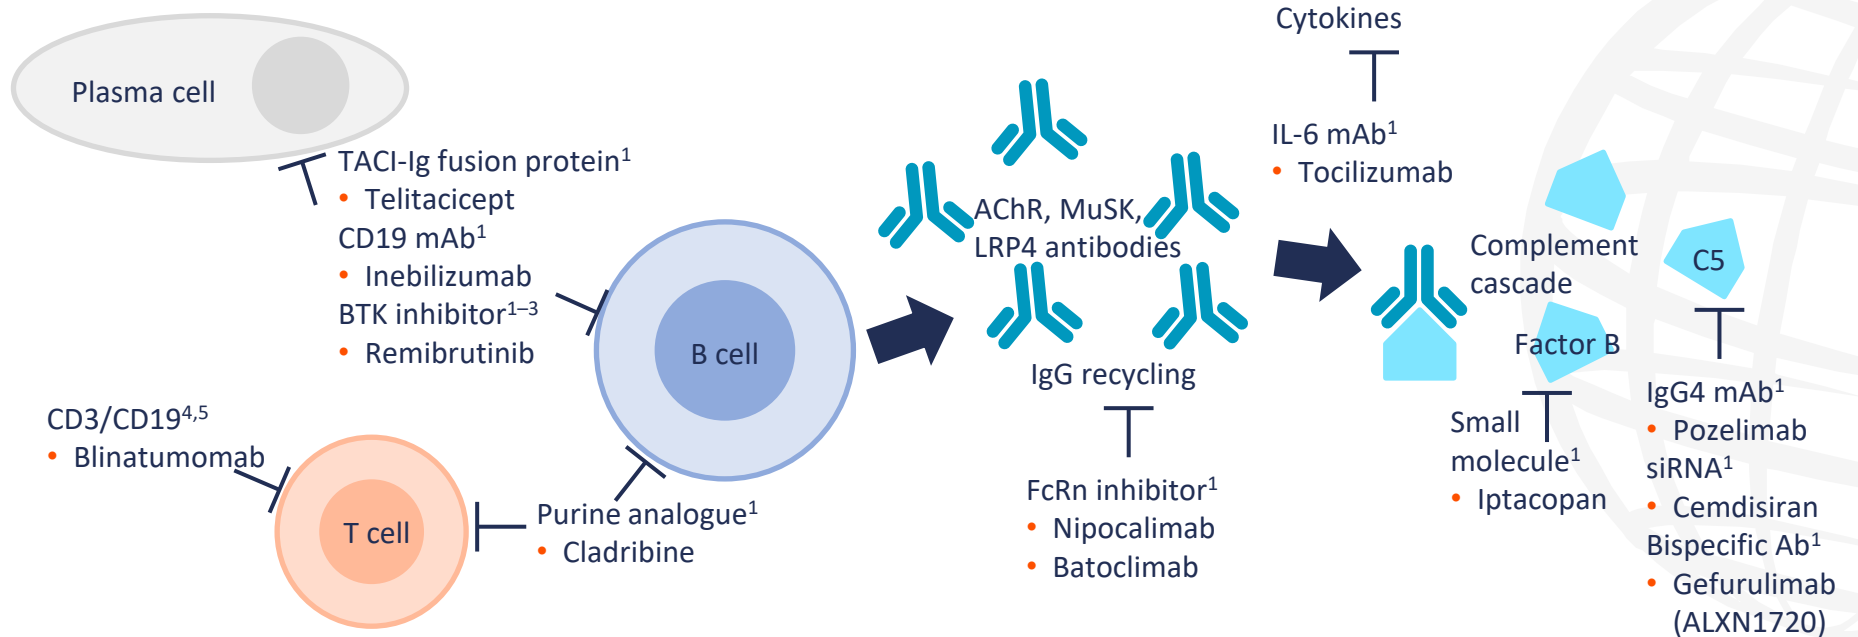 Plasma cell
TACI-Ig fusion protein¹
• Telitacicept
CD19 mAb¹
• Inebilizumab
BTK inhibitor¹⁻³
• Remibrutinib
B cell
CD3/CD19⁴,⁵
• Blinatumomab
T cell
Purine analogue¹
• Cladribine
AChR, MuSK,
LRP4 antibodies
IgG recycling
FcRn inhibitor¹
• Nipocalimab
• Batoclimab
Cytokines
IL-6 mAb¹
• Tocilizumab
Complement
cascade
C5
Factor B
Small
molecule¹
• Iptacopan
IgG4 mAb¹
• Pozelimab
siRNA¹
• Cemdisiran
Bispecific Ab¹
• Gefurulimab
(ALXN1720)